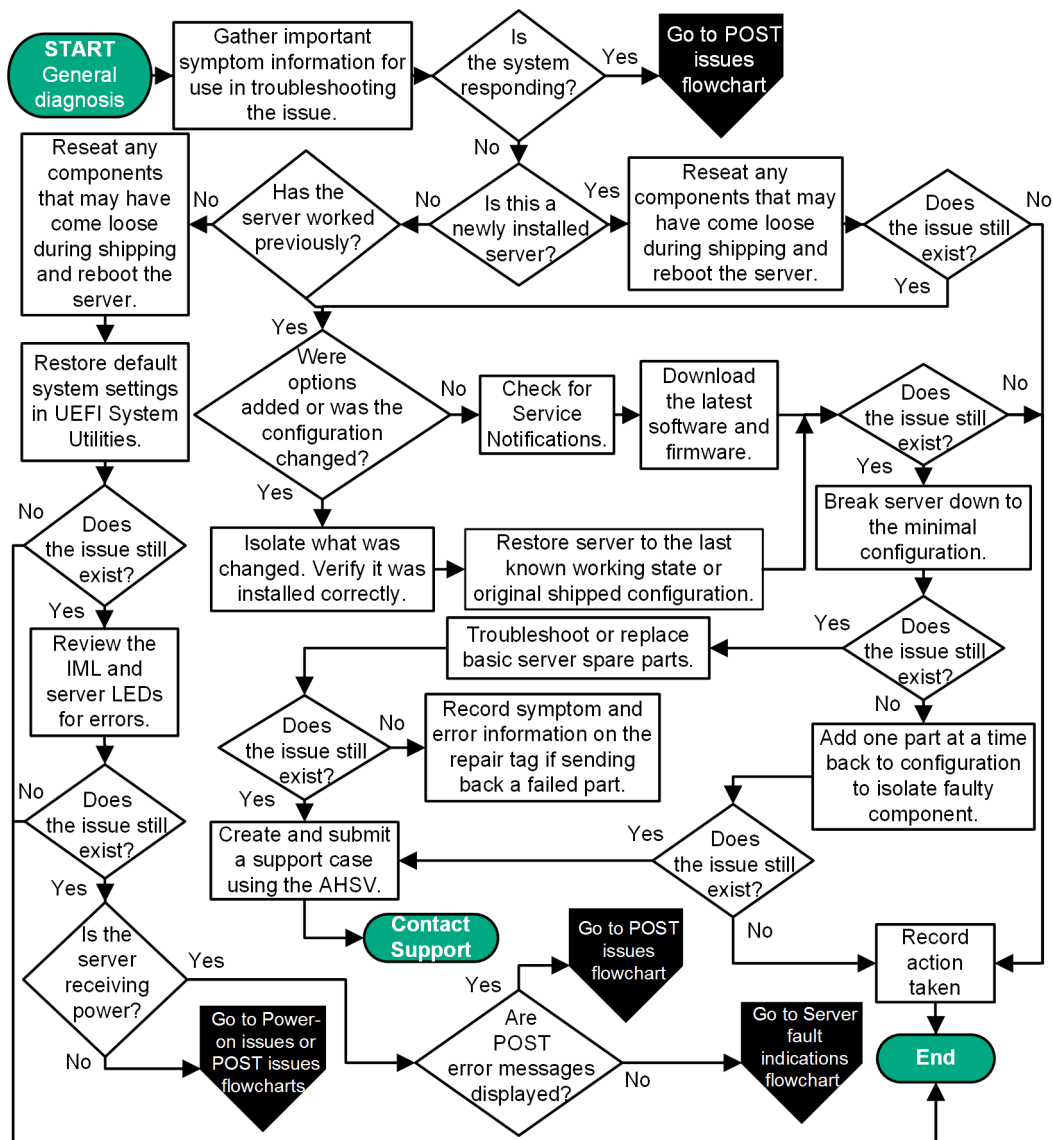 START
General
diagnosis
Gather important
symptom information for
use in troubleshooting
the issue.
Is
the system
responding?
Yes
Go to POST
issues
flowchart
No
Reseat any
components
that may have
come loose
during shipping
and reboot the
server.
No
Has the
server worked
previously?
No
Is this a
newly installed
server?
Yes
Reseat any
components that may
have come loose
during shipping and
reboot the server.
Does
the issue still
exist?
No
Yes
Yes
Restore default
system settings
in UEFI System
Utilities.
Were
options
added or was the
configuration
changed?
No
Check for
Service
Notifications.
Download
the latest
software and
firmware.
Does
the issue still
exist?
No
Yes
Yes
No
Does
the issue still
exist?
Isolate what was
changed. Verify it was
installed correctly.
Restore server to the last
known working state or
original shipped configuration.
Break server down to
the minimal
configuration.
Yes
Review the
IML and
server LEDs
for errors.
Troubleshoot or replace
basic server spare parts.
Yes
Does
the issue still
exist?
No
Does
the issue still
exist?
No
Record symptom and
error information on the
repair tag if sending
back a failed part.
Add one part at a time
back to configuration
to isolate faulty
component.
No
Does
the issue still
exist?
Yes
Yes
Create and submit
a support case
using the AHSV.
Yes
Does
the issue still
exist?
No
Contact
Support
Is the
server
receiving
power?
Yes
No
Go to Power-
on issues or
POST issues
flowcharts
Yes
Go to POST
issues
flowchart
Are
POST
error messages
displayed?
No
Go to Server
fault
indications
flowchart
Record
action
taken
End